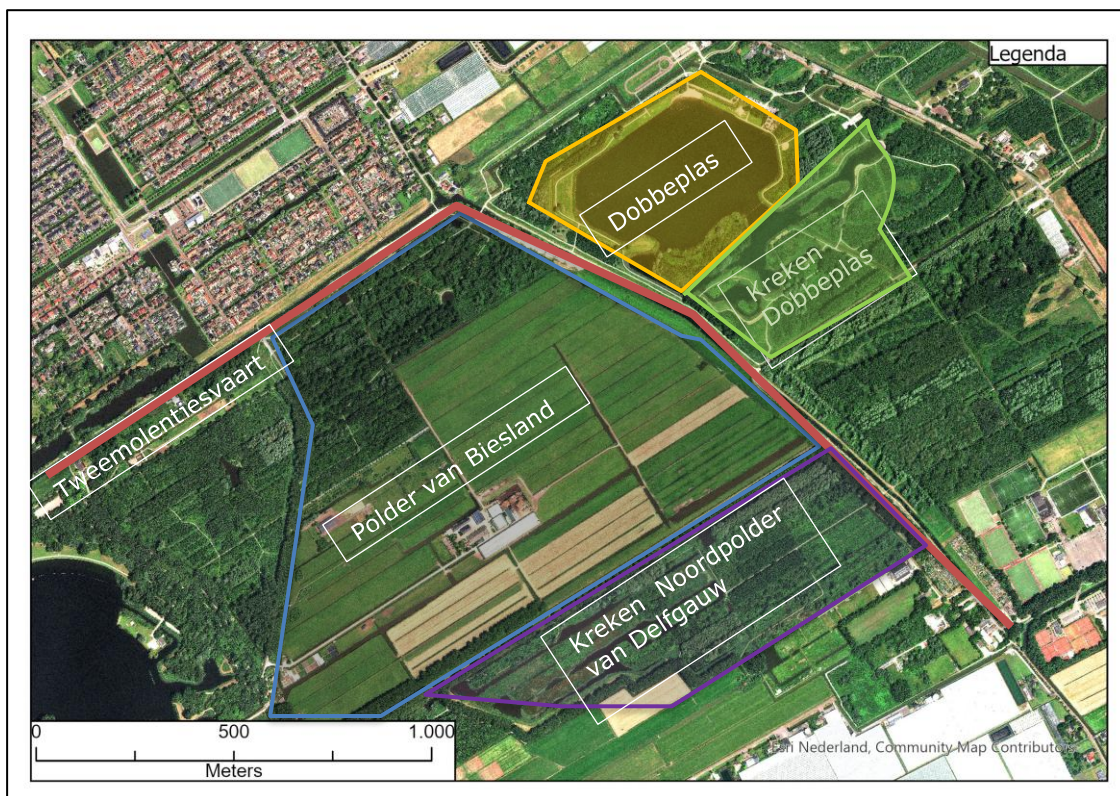 Legenda
Dobbeplas
Kreken
Dobbeplas
Tweemolentiesvaart
Polder van Biesland
Kreken Noordpolder
van Delfgauw
0 500 1.000
Meters
Esri Nederland, Community Map Contributors